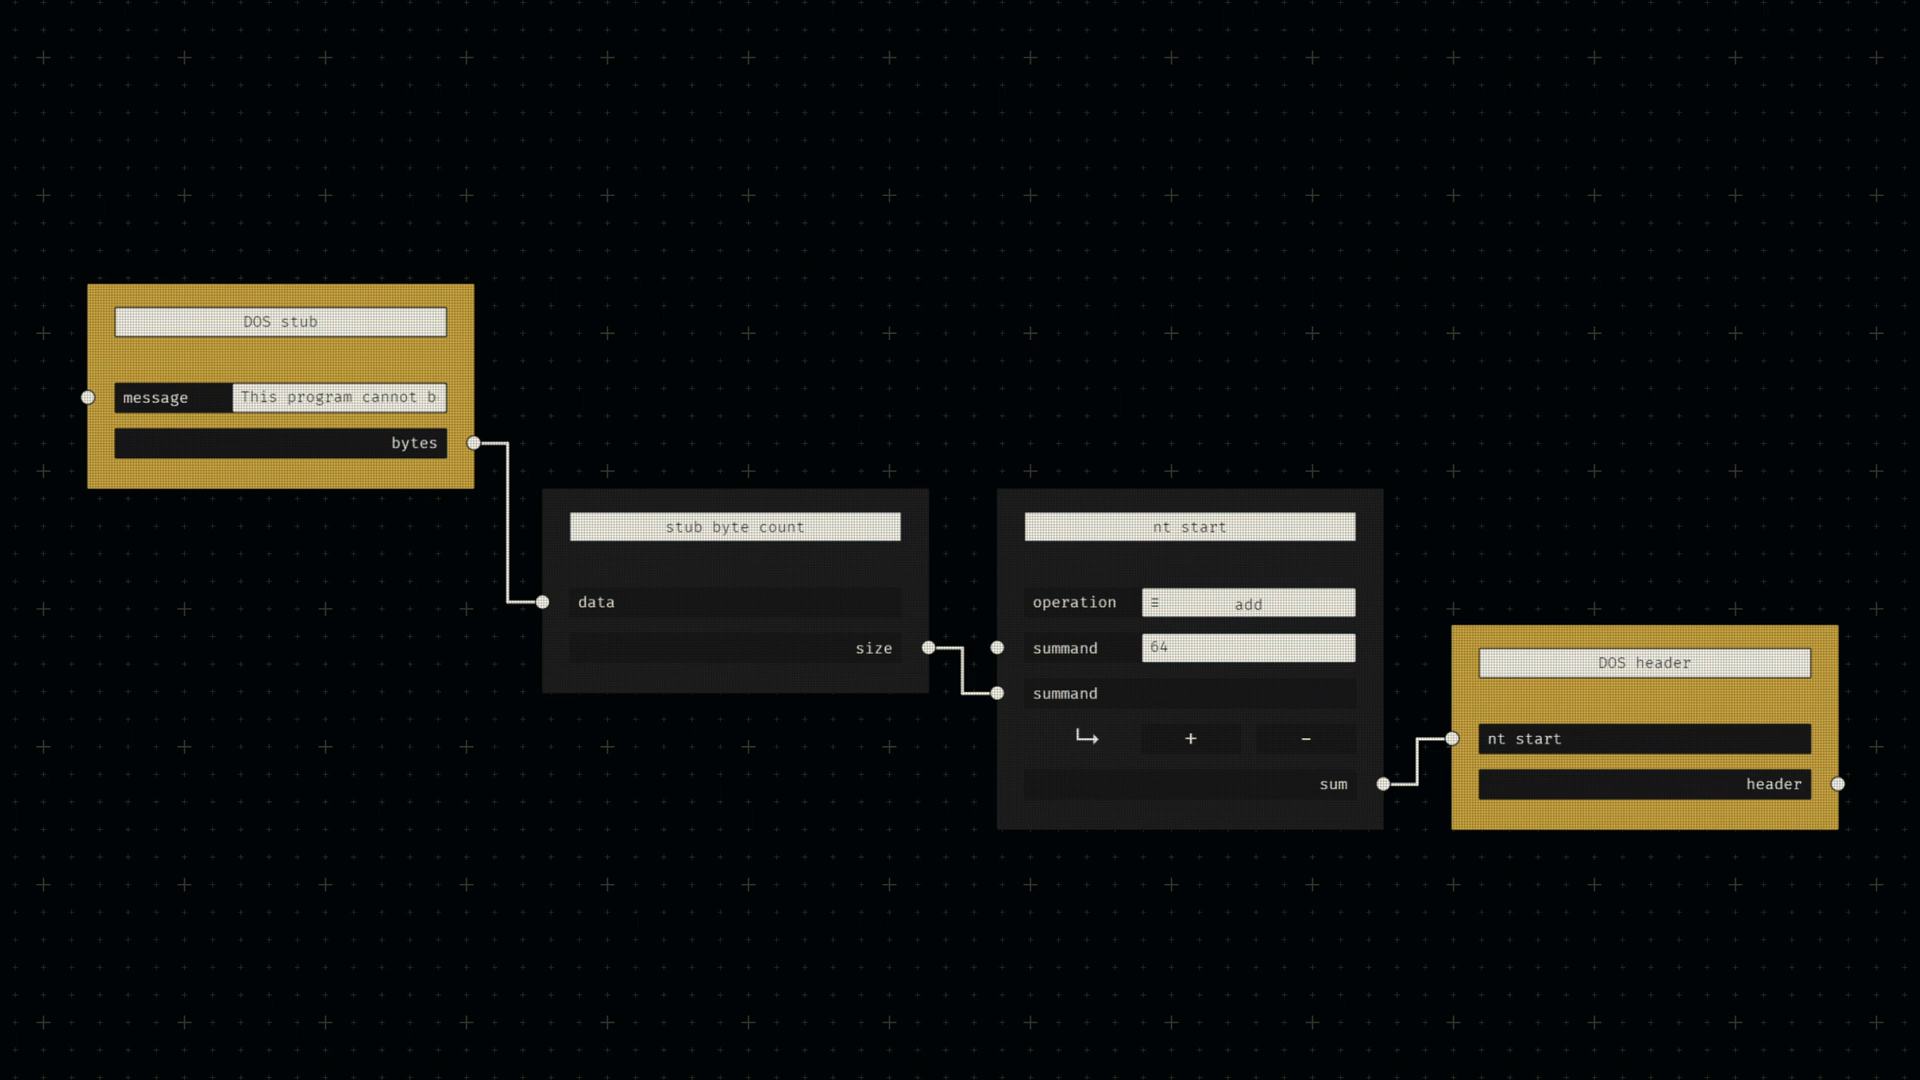 DOS stub
message This program cannot b
bytes
stub byte count
data
size
nt start
operation ≡ add
summand 64
summand
+ -
sum
DOS header
nt start
header